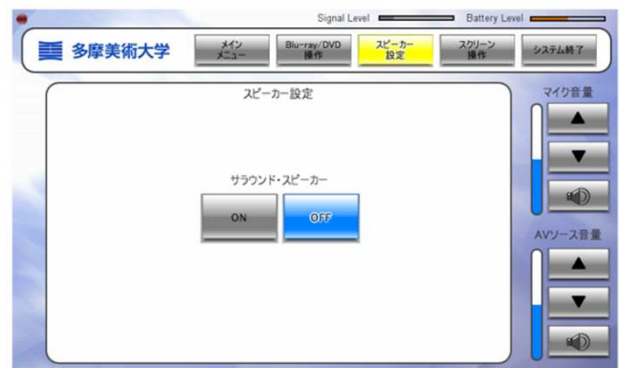 Signal Level
Battery Level
多摩美術大学
メイン
メニュー
Blu-ray/DVD
操作
スピーカー
設定
スクリーン
操作
システム終了
スピーカー設定
サラウンド・スピーカー
ON
OFF
マイク音量
▲
▼
AVソース音量
▲
▼